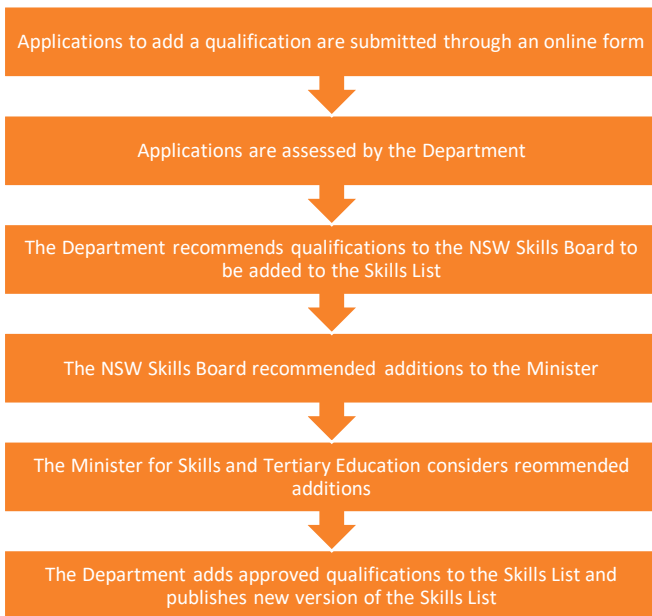 Applications to add a qualification are submitted through an online form
Applications are assessed by the Department
The Department recommends qualifications to the NSW Skills Board to
be added to the Skills List
The NSW Skills Board recommended additions to the Minister
The Minister for Skills and Tertiary Education considers reommended
additions
The Department adds approved qualifications to the Skills List and
publishes new version of the Skills List